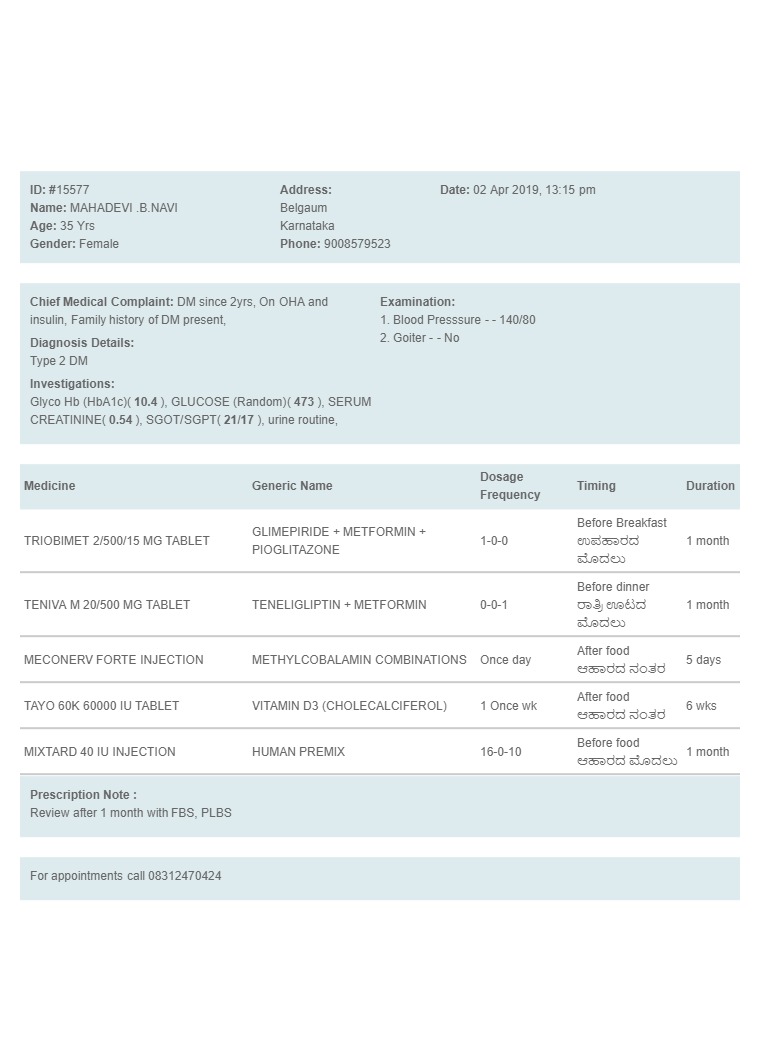 ID: #15577
Name: MAHADEVI .B.NAVI
Age: 35 Yrs
Gender: Female
Address:
Belgaum
Karnataka
Phone: 9008579523
Date: 02 Apr 2019, 13:15 pm
Chief Medical Complaint: DM since 2yrs, On OHA and
insulin, Family history of DM present,
Diagnosis Details:
Type 2 DM
Investigations:
Glyco Hb (HbA1c)( 10.4 ), GLUCOSE (Random)( 473 ), SERUM
CREATININE( 0.54 ), SGOT/SGPT( 21/17 ), urine routine,
Examination:
1. Blood Presssure - - 140/80
2. Goiter - - No
Medicine Generic Name Dosage Frequency Timing Duration
TRIOBIMET 2/500/15 MG TABLET GLIMEPIRIDE + METFORMIN + PIOGLITAZONE 1-0-0 Before Breakfast ಉಪಹಾರದ ಮೊದಲು 1 month
TENIVA M 20/500 MG TABLET TENELIGLIPTIN + METFORMIN 0-0-1 Before dinner ರಾತ್ರಿ ಊಟದ ಮೊದಲು 1 month
MECONERV FORTE INJECTION METHYLCOBALAMIN COMBINATIONS Once day After food ಆಹಾರದ ನಂತರ 5 days
TAYO 60K 60000 IU TABLET VITAMIN D3 (CHOLECALCIFEROL) 1 Once wk After food ಆಹಾರದ ನಂತರ 6 wks
MIXTARD 40 IU INJECTION HUMAN PREMIX 16-0-10 Before food ಆಹಾರದ ಮೊದಲು 1 month
Prescription Note :
Review after 1 month with FBS, PLBS
For appointments call 08312470424